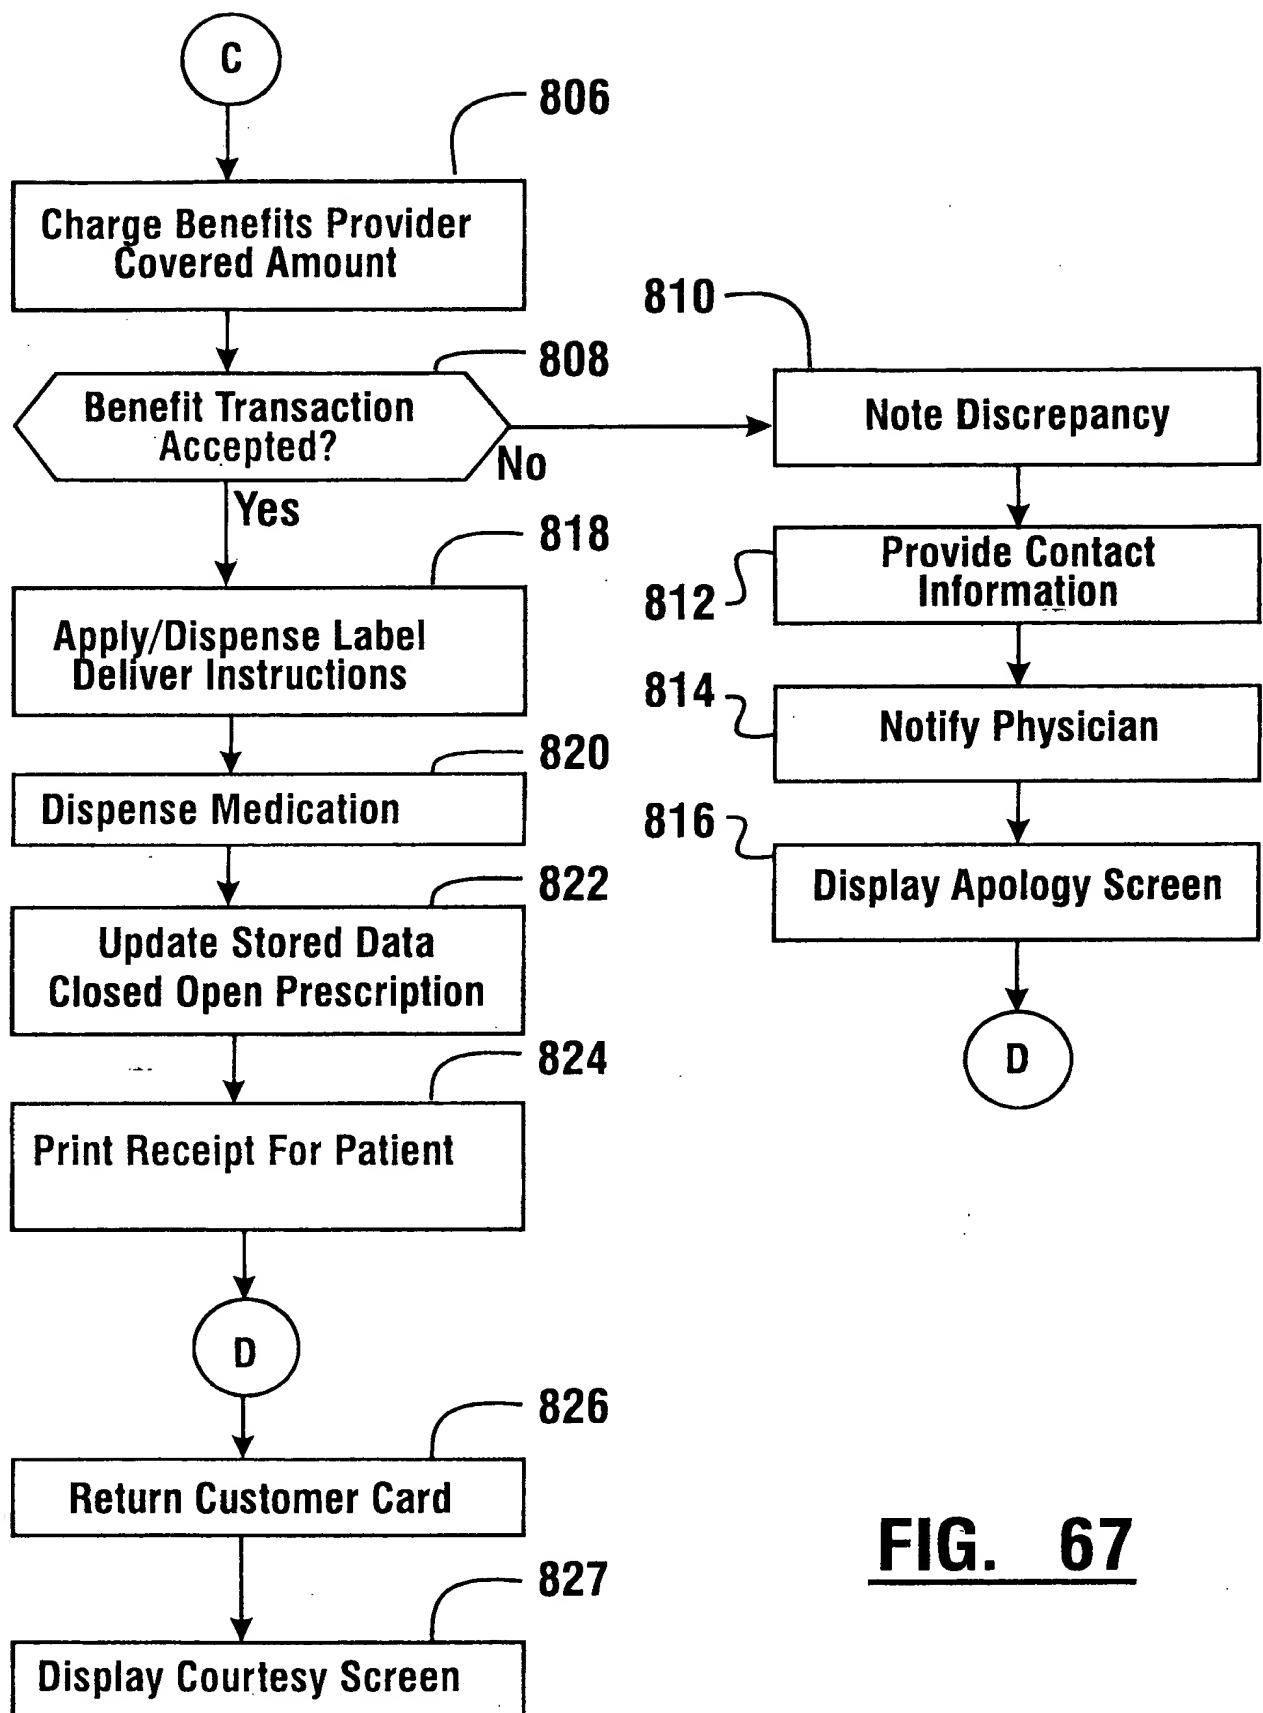 C
806
Charge Benefits Provider
Covered Amount
808
Benefit Transaction
Accepted?
No
Yes
810
Note Discrepancy
812
Provide Contact
Information
814
Notify Physician
816
Display Apology Screen
D
818
Apply/Dispense Label
Deliver Instructions
820
Dispense Medication
822
Update Stored Data
Closed Open Prescription
824
Print Receipt For Patient
D
826
Return Customer Card
827
Display Courtesy Screen
FIG. 67